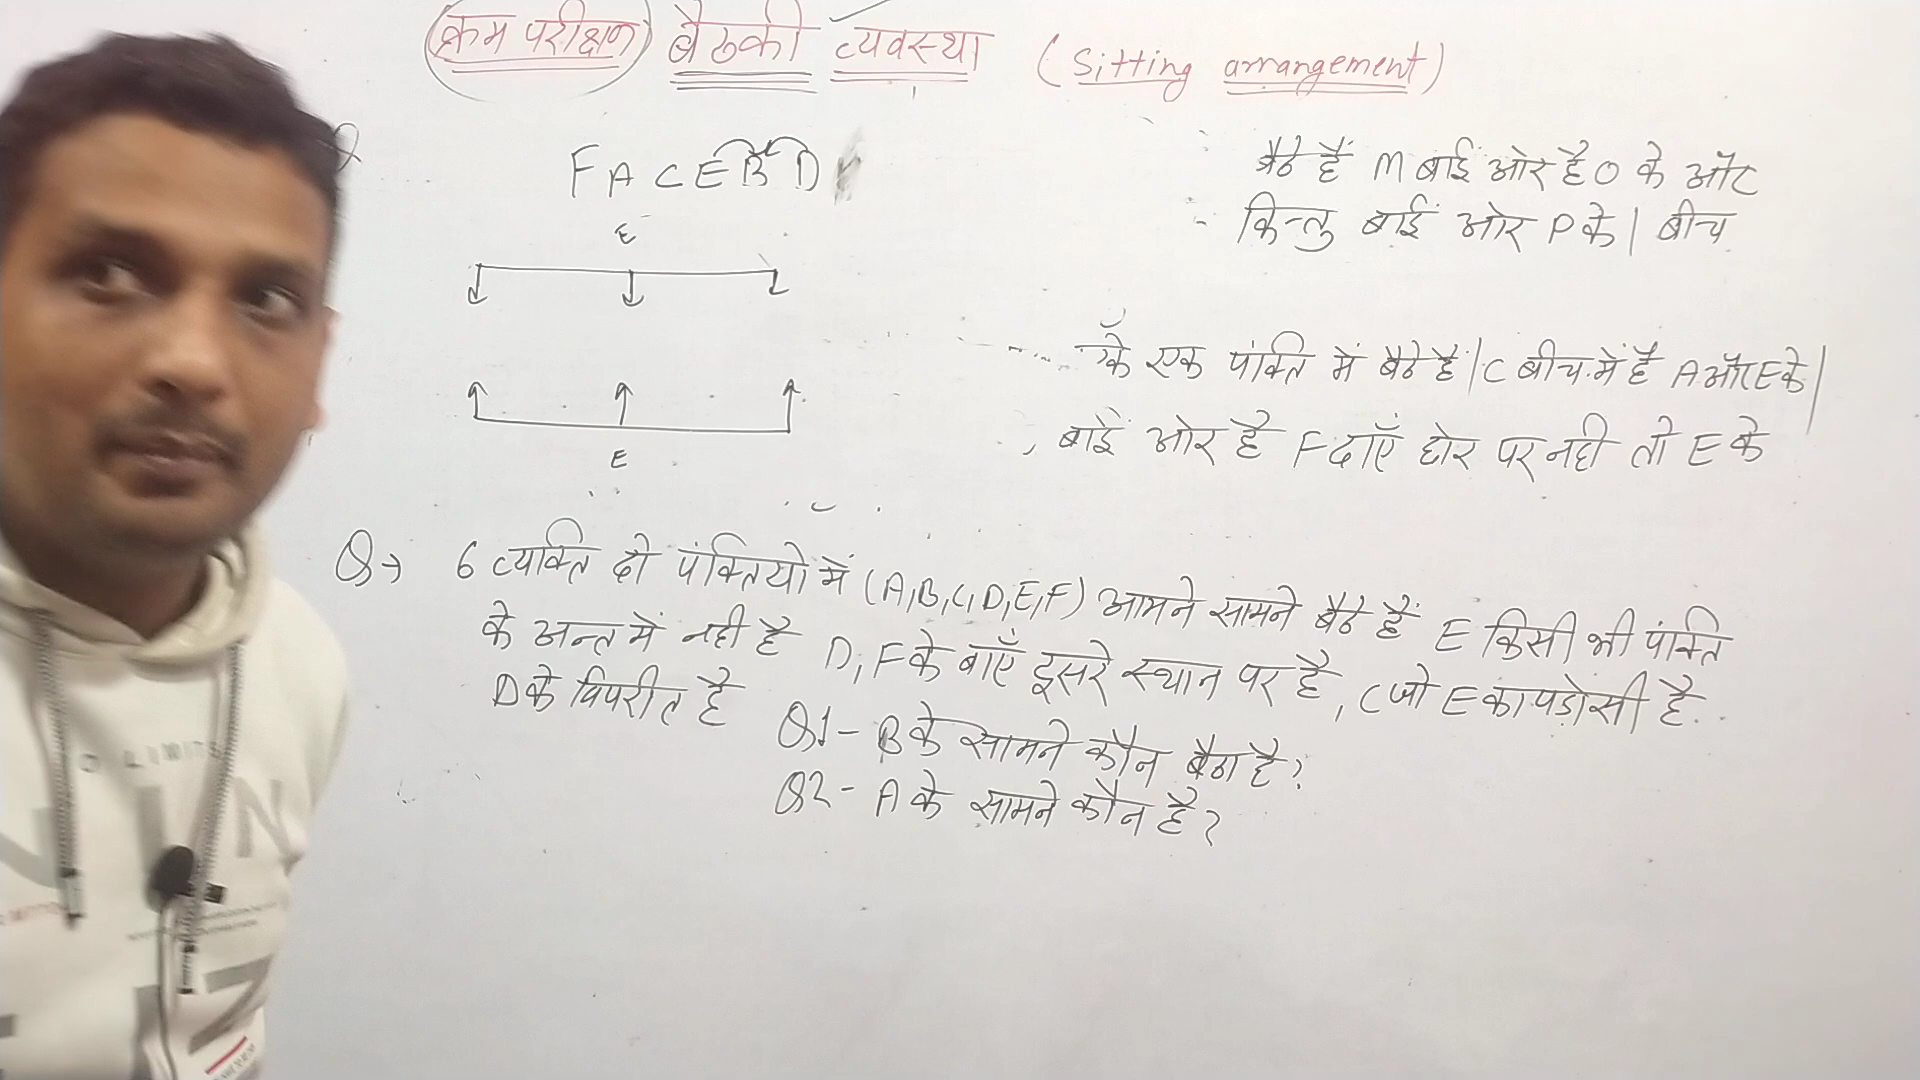 क्रम परीक्षण बैठकी व्यवस्था (Sitting arrangement)
F A C E B D
बैठे हैं M बाई ओर है O के और
किन्तु बाईं ओर P के | बीच
E
के एक पंक्ति में बैठे है | C बीच में है A और E के |
बाईं ओर है F दाएँ छोर पर नही तो E के
E
Q→ 6 व्यक्ति दो पंक्तियो में (A,B,C,D,E,F) आमने सामने बैठे हैं E किसी भी पंक्ति
के अन्त में नही है D, F के बाएँ दूसरे स्थान पर है, C जो E का पड़ोसी है
D के विपरीत है
Q1- B के सामने कौन बैठा है?
Q2- A के सामने कौन है?